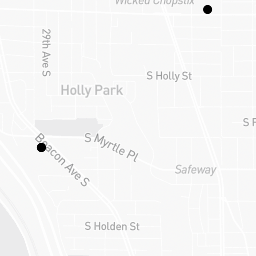 Wicked Chopstix
29th Ave S
S Holly St
Holly Park
S
Beacon Ave S
S Myrtle Pl
Safeway
S Holden St